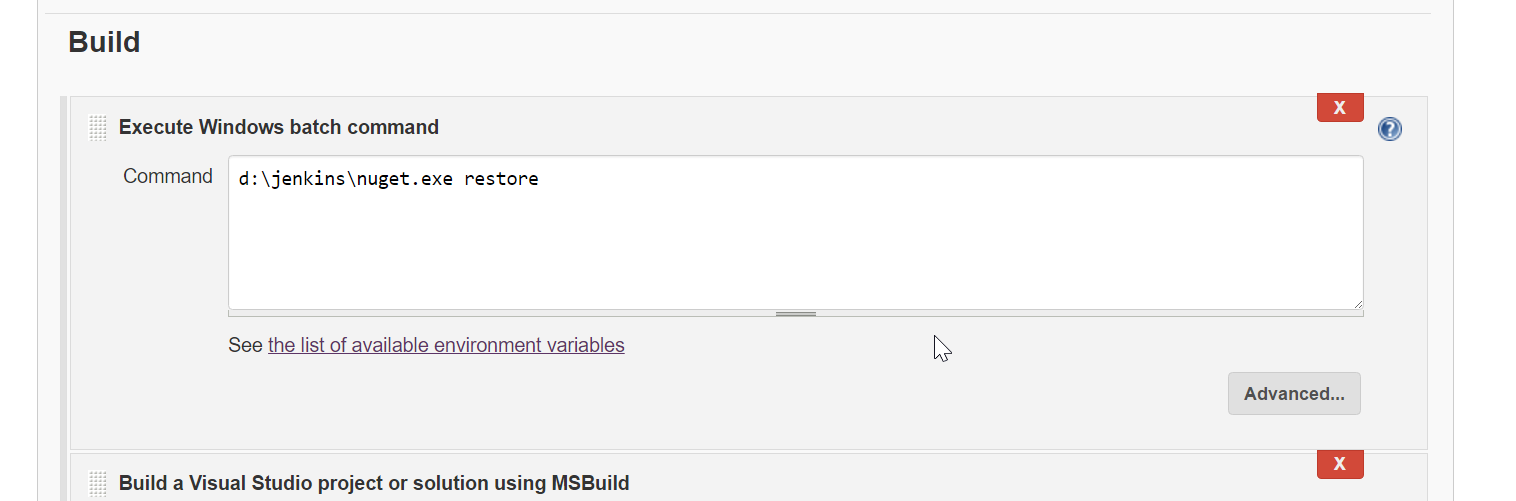 Build
X
Execute Windows batch command
?
Command
d:\jenkins\nuget.exe restore
See the list of available environment variables
Advanced...
X
Build a Visual Studio project or solution using MSBuild